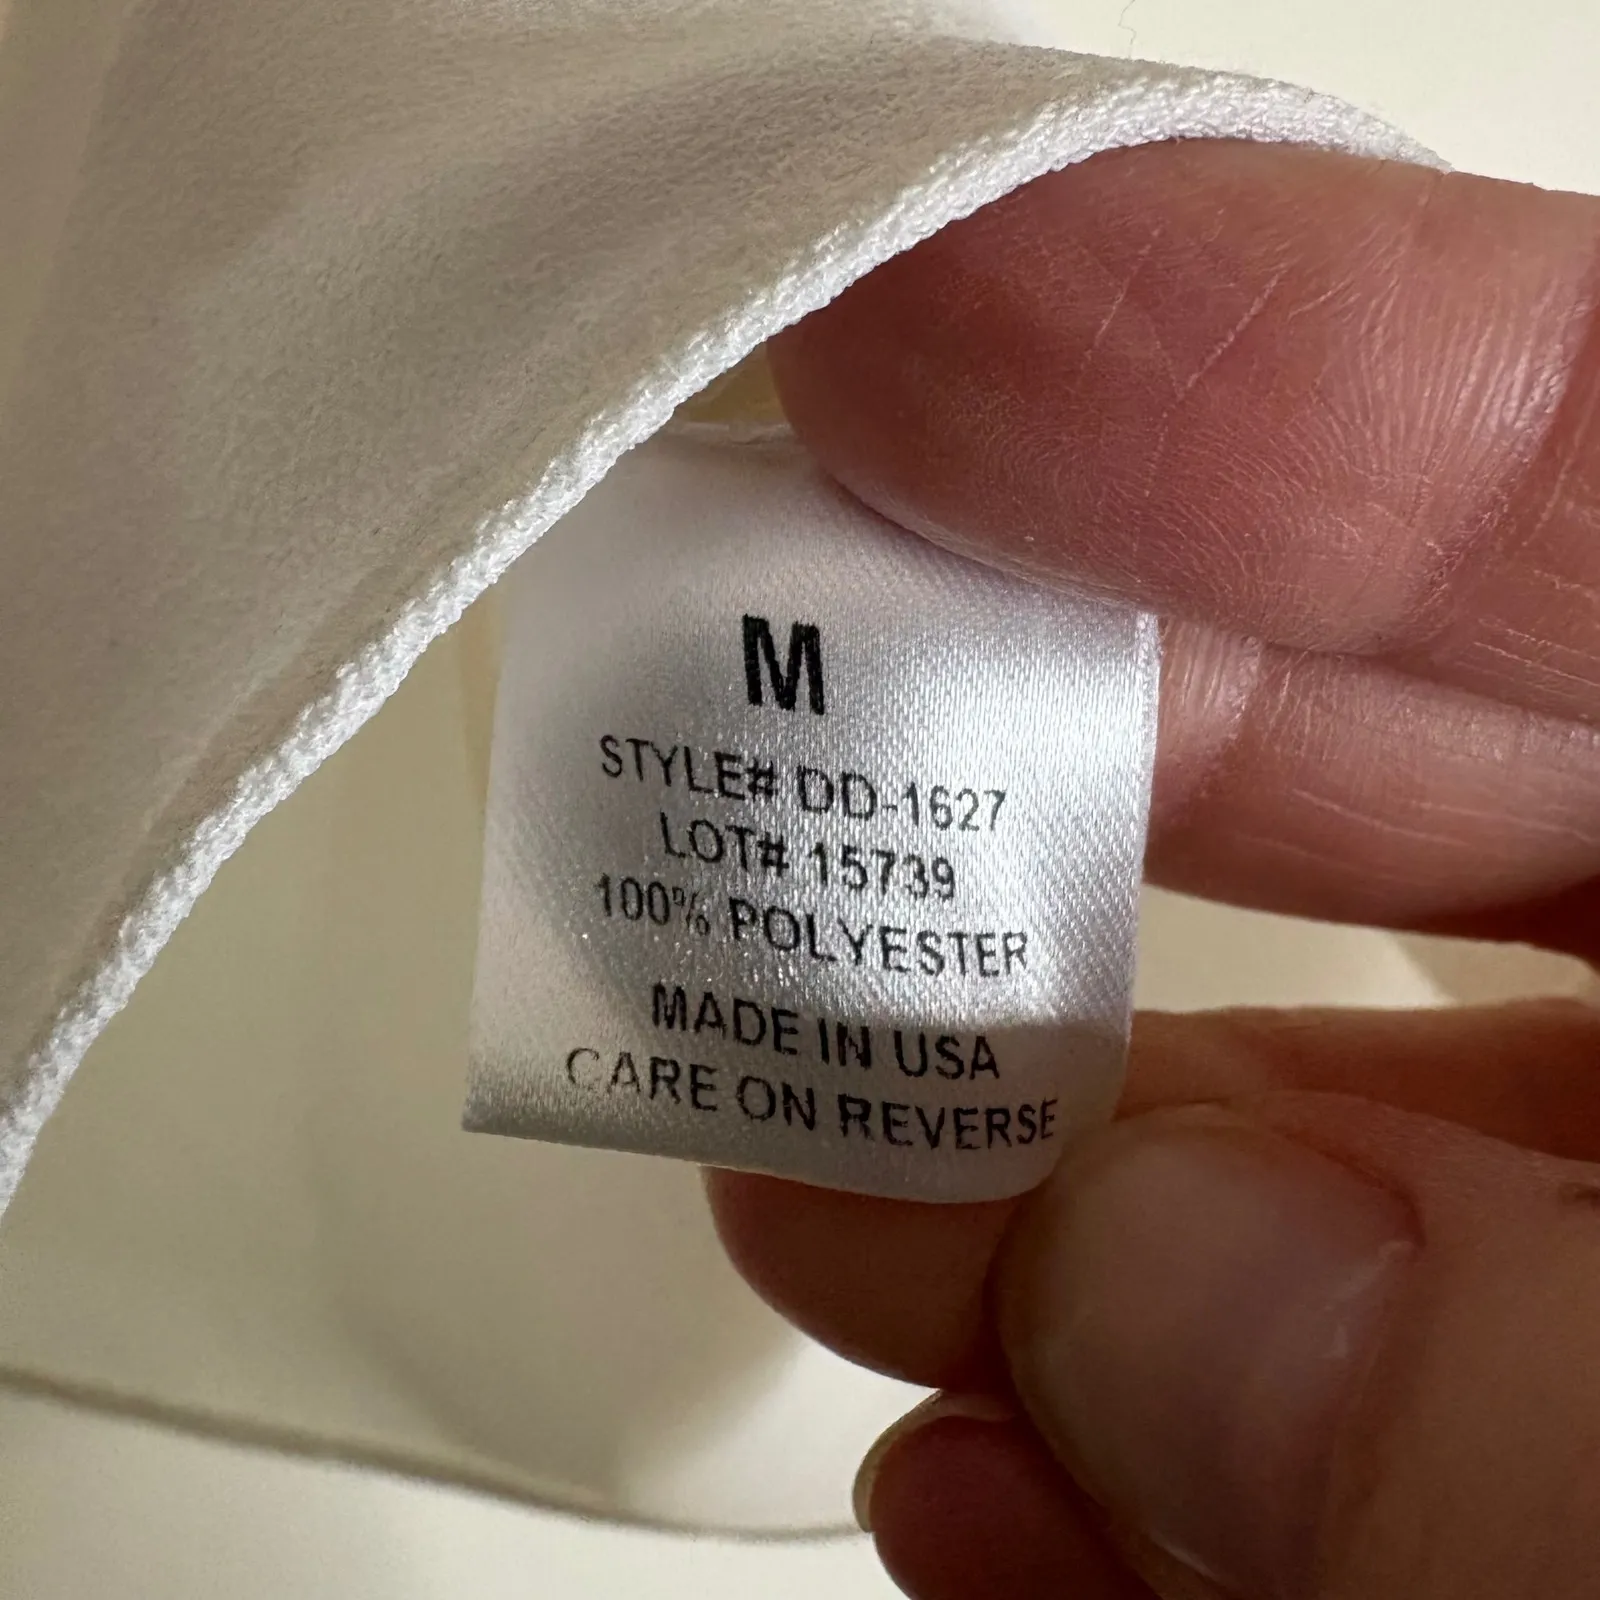 M
STYLE# DD-1627
LOT# 15739
100% POLYESTER
MADE IN USA
CARE ON REVERSE